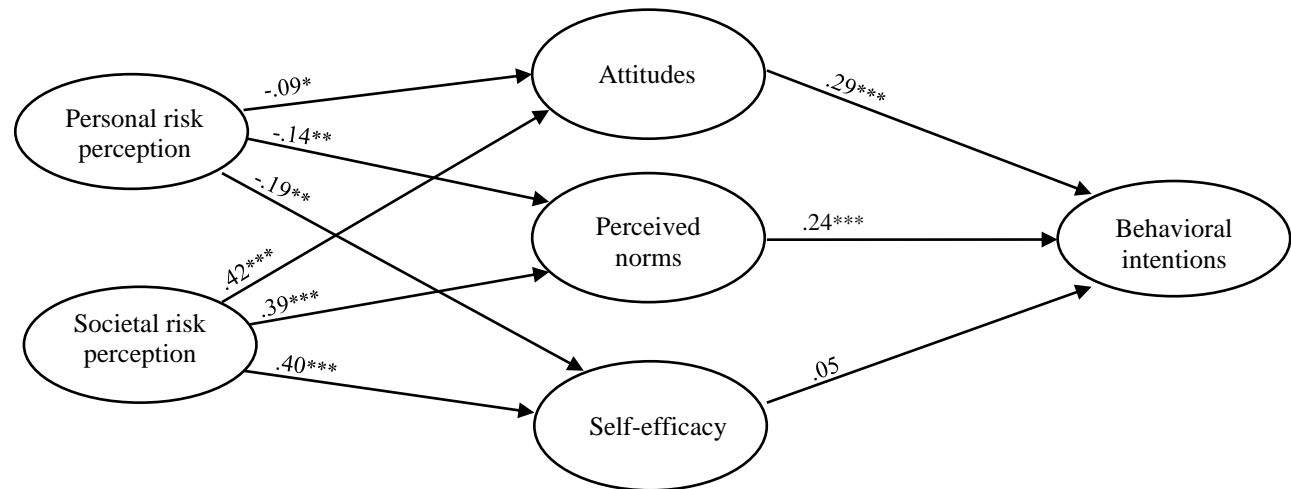 Attitudes
-.09*
.29***
Personal risk
perception
-.14**
-.19**
Perceived
norms
.24***
Behavioral
intentions
.42***
.39***
Societal risk
perception
.40***
.05
Self-efficacy